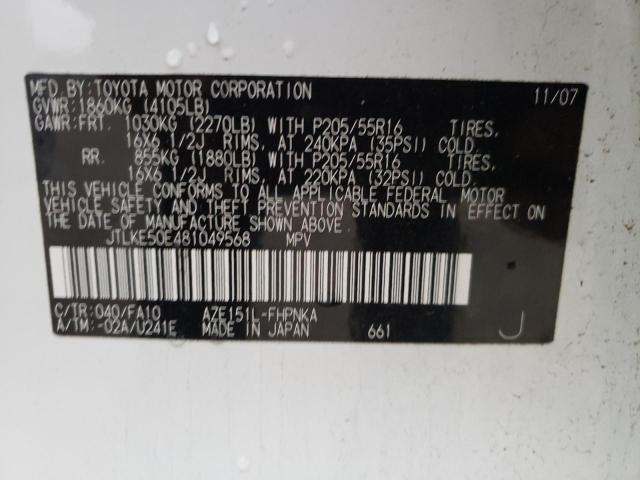 MFD.BY:TOYOTA MOTOR CORPORATION 11/07
GVWR:1860KG (4105LB)
GAWR:FRT. 1030KG (2270LB) WITH P205/55R16 TIRES,
16X6 1/2J RIMS, AT 240KPA (35PSI) COLD.
RR. 855KG (1880LB) WITH P205/55R16 TIRES,
16X6 1/2J RIMS, AT 220KPA (32PSI) COLD.
THIS VEHICLE CONFORMS TO ALL APPLICABLE FEDERAL MOTOR
VEHICLE SAFETY AND THEFT PREVENTION STANDARDS IN EFFECT ON
THE DATE OF MANUFACTURE SHOWN ABOVE.
JTLKE50E481049568 MPV
C/TR:040/FA10 AZE151L-FHPNKA
A/TM:-02A/U241E MADE IN JAPAN 661 J